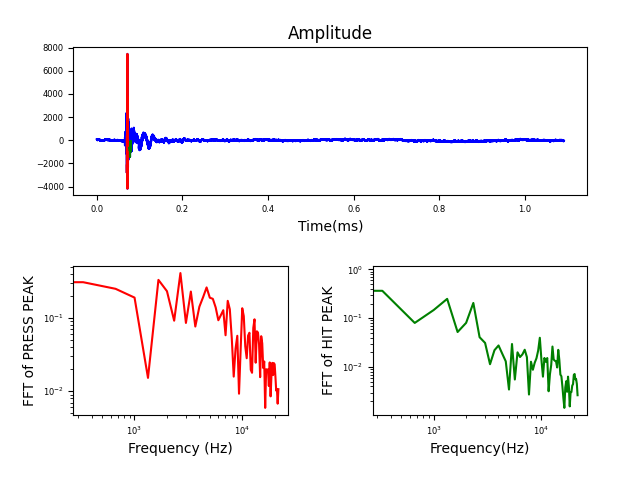 Amplitude
8000
6000
4000
2000
0
−2000
−4000
0.0 0.2 0.4 0.6 0.8 1.0
Time(ms)
FFT of PRESS PEAK
10⁻¹
10⁻²
10³ 10⁴
Frequency (Hz)
FFT of HIT PEAK
10⁰
10⁻¹
10⁻²
10³ 10⁴
Frequency(Hz)